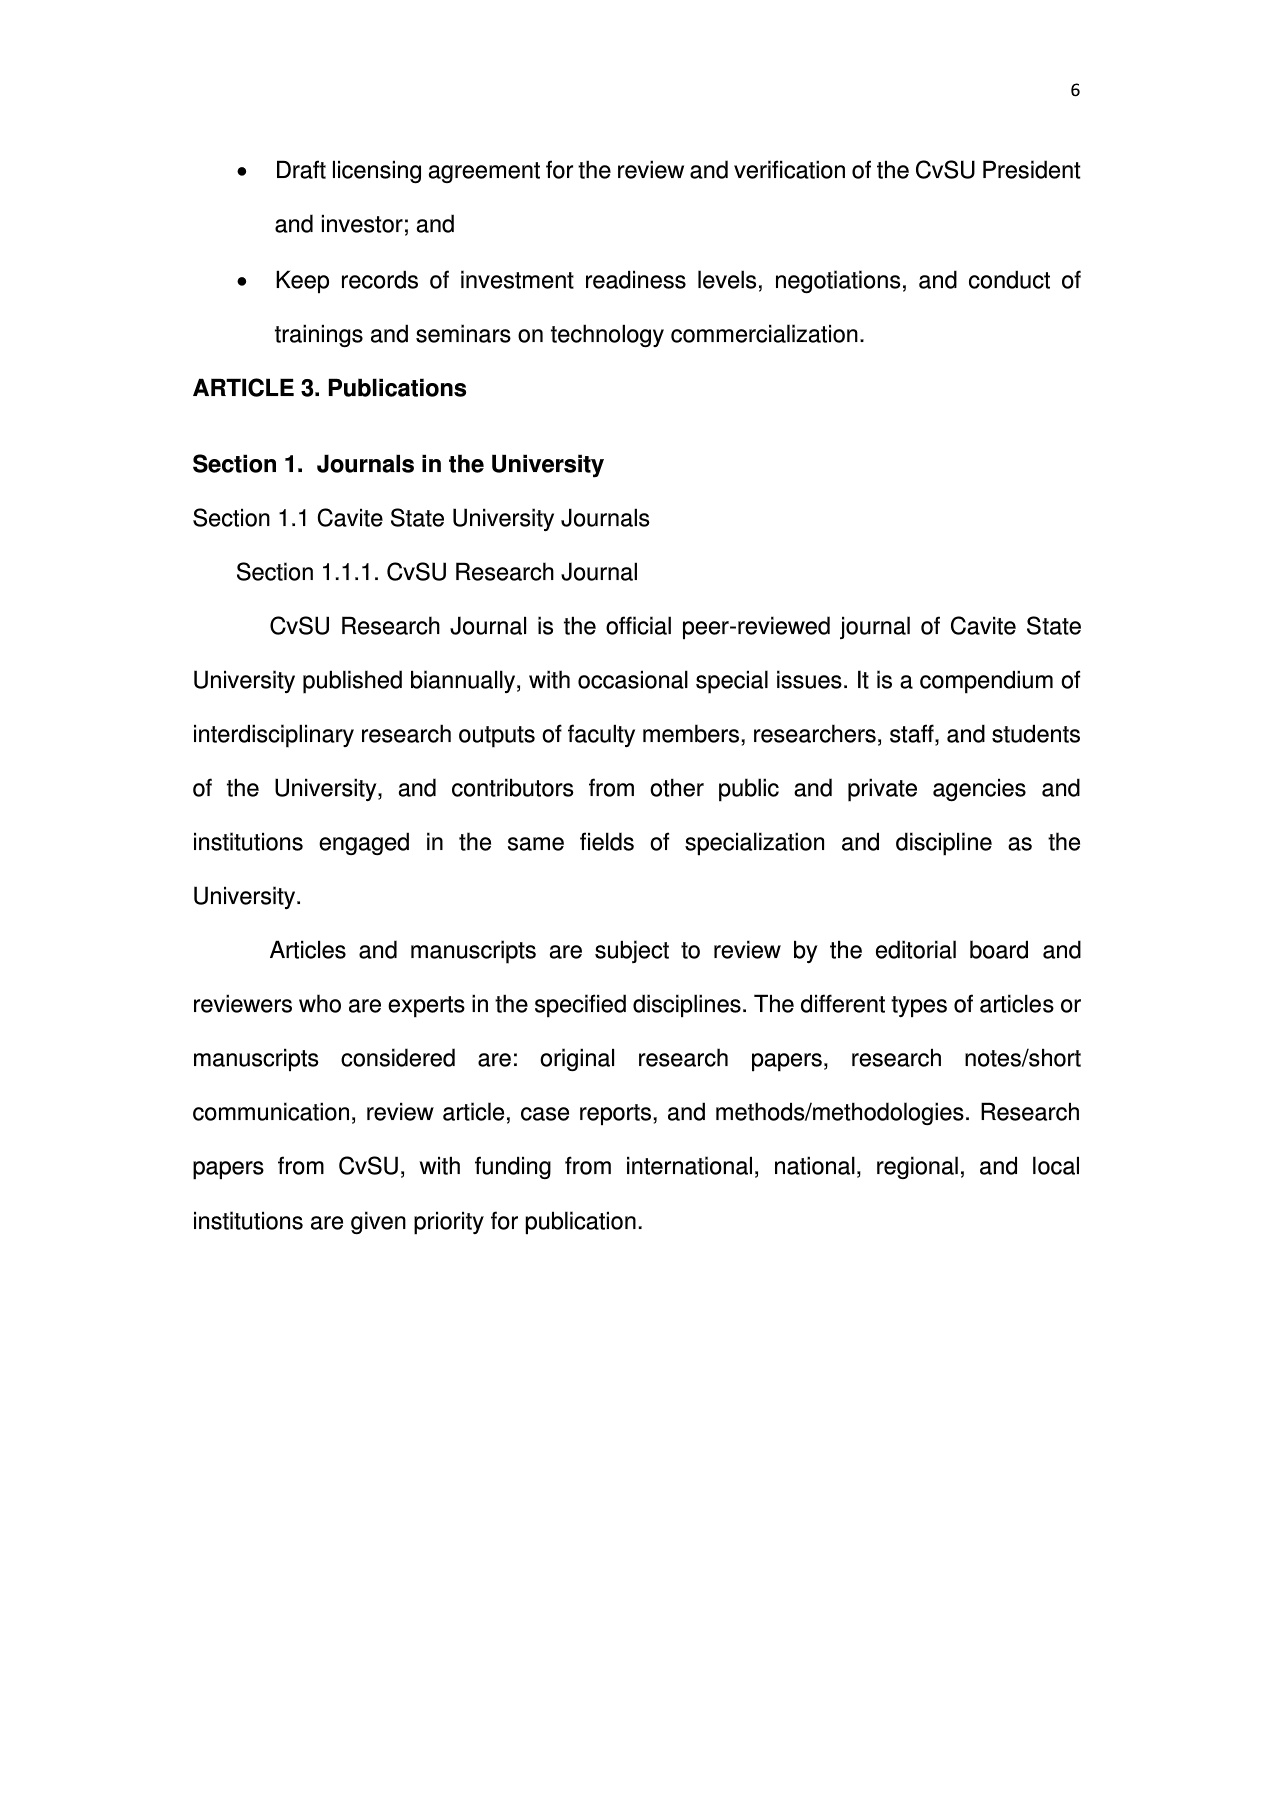 6
• Draft licensing agreement for the review and verification of the CvSU President
and investor; and
• Keep records of investment readiness levels, negotiations, and conduct of
trainings and seminars on technology commercialization.
ARTICLE 3. Publications
Section 1. Journals in the University
Section 1.1 Cavite State University Journals
Section 1.1.1. CvSU Research Journal
CvSU Research Journal is the official peer-reviewed journal of Cavite State
University published biannually, with occasional special issues. It is a compendium of
interdisciplinary research outputs of faculty members, researchers, staff, and students
of the University, and contributors from other public and private agencies and
institutions engaged in the same fields of specialization and discipline as the
University.
Articles and manuscripts are subject to review by the editorial board and
reviewers who are experts in the specified disciplines. The different types of articles or
manuscripts considered are: original research papers, research notes/short
communication, review article, case reports, and methods/methodologies. Research
papers from CvSU, with funding from international, national, regional, and local
institutions are given priority for publication.